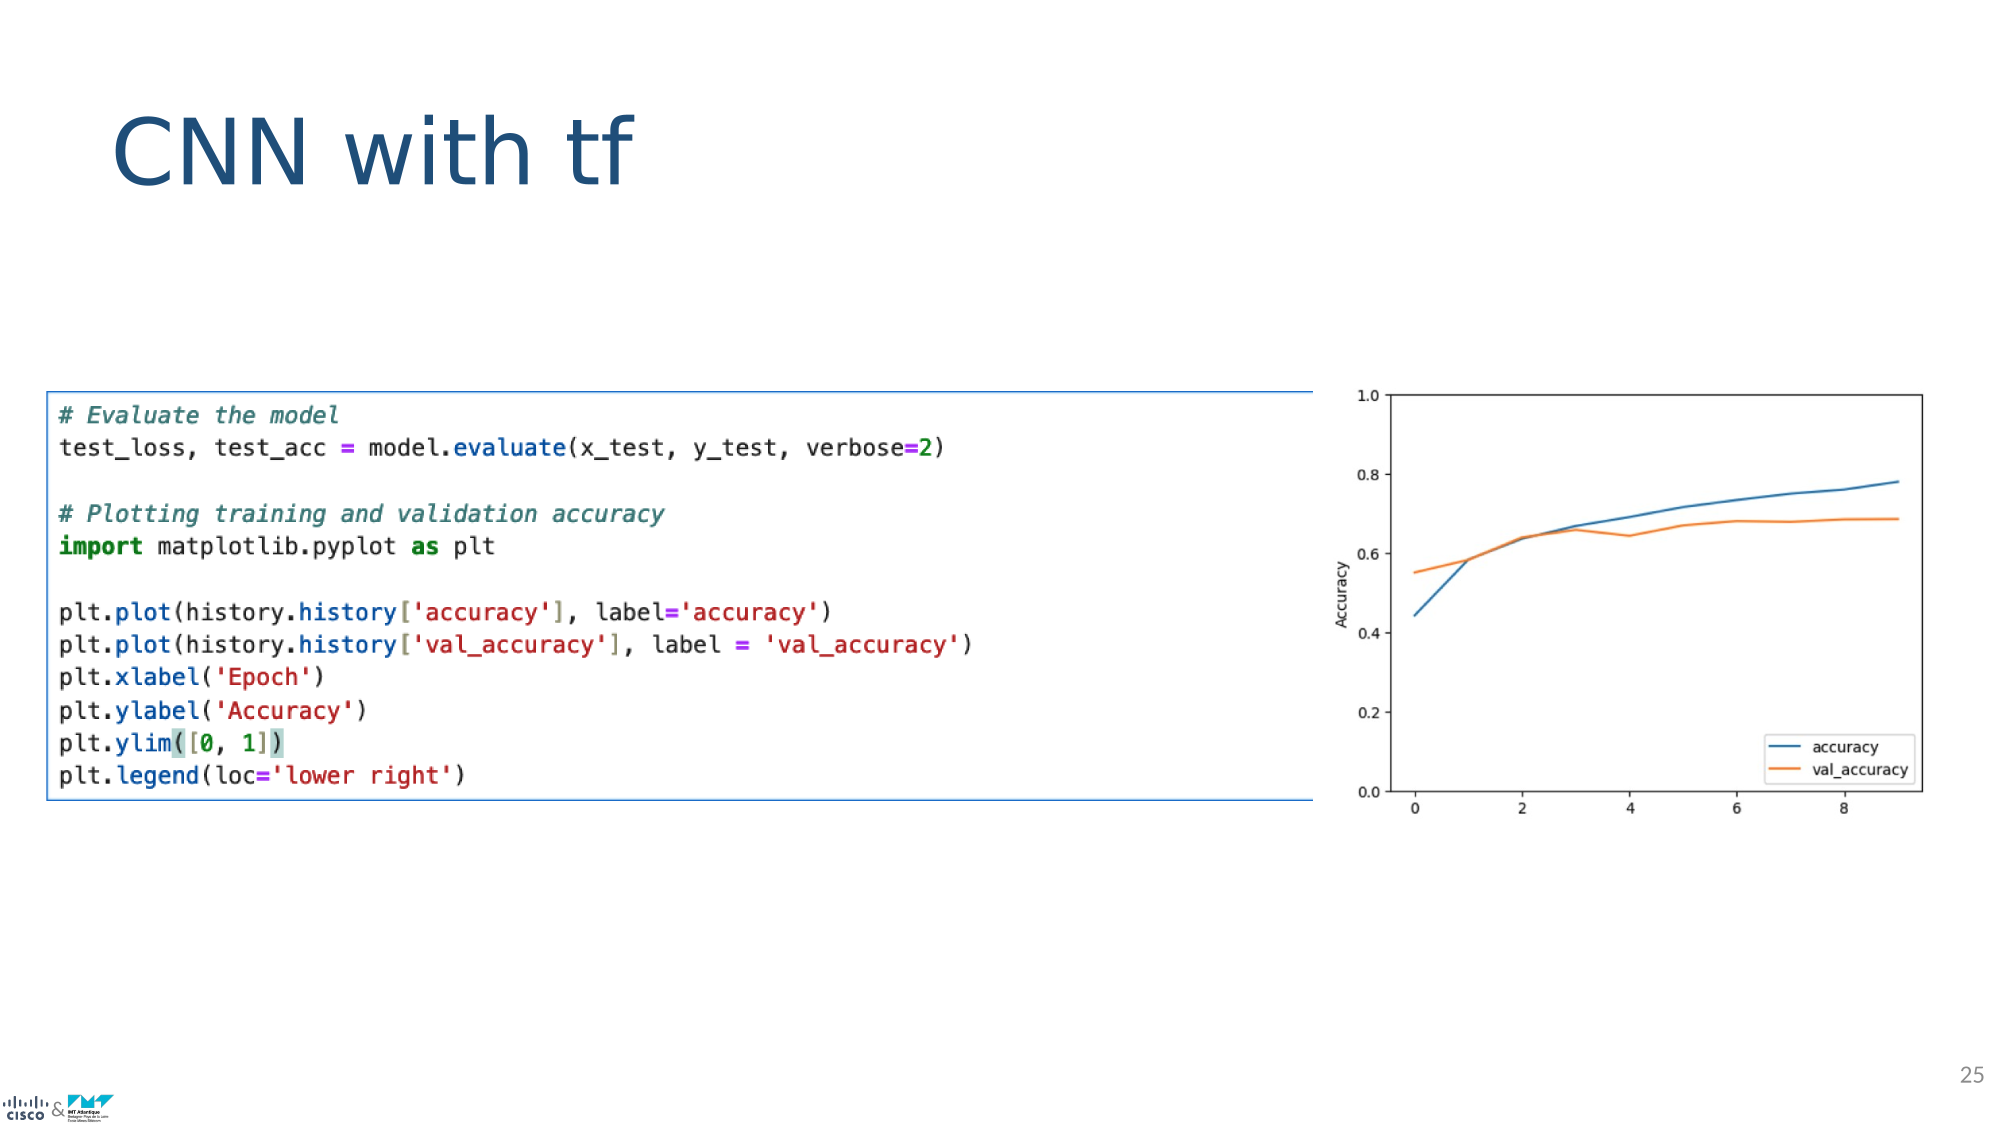 CNN with tf
# Evaluate the model
test_loss, test_acc = model.evaluate(x_test, y_test, verbose=2)
# Plotting training and validation accuracy
import matplotlib.pyplot as plt
plt.plot(history.history['accuracy'], label='accuracy')
plt.plot(history.history['val_accuracy'], label = 'val_accuracy')
plt.xlabel('Epoch')
plt.ylabel('Accuracy')
plt.ylim([0, 1])
plt.legend(loc='lower right')
1.0
0.8
0.6
0.4
0.2
0.0
Accuracy
accuracy
val_accuracy
0 2 4 6 8
25
CISCO & IMT Atlantique